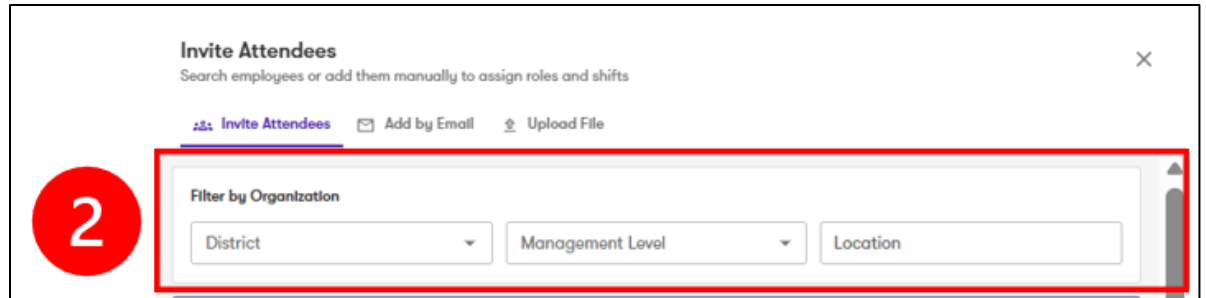 Invite Attendees
Search employees or add them manually to assign roles and shifts
Invite Attendees Add by Email Upload File
2
Filter by Organization
District Management Level Location